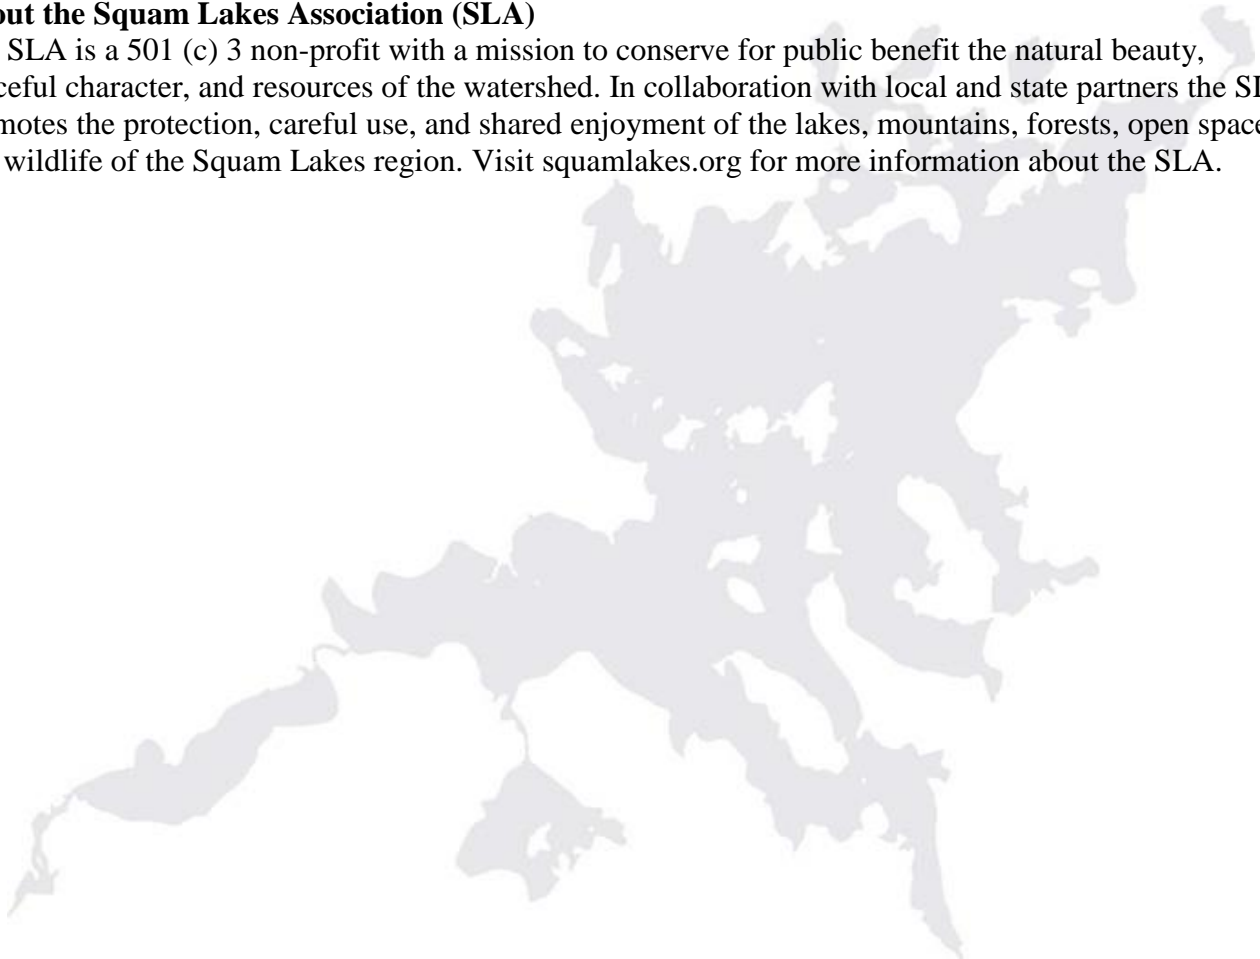 out the Squam Lakes Association (SLA)
SLA is a 501 (c) 3 non-profit with a mission to conserve for public benefit the natural beauty,
ceful character, and resources of the watershed. In collaboration with local and state partners the SL
motes the protection, careful use, and shared enjoyment of the lakes, mountains, forests, open space
wildlife of the Squam Lakes region. Visit squamlakes.org for more information about the SLA.